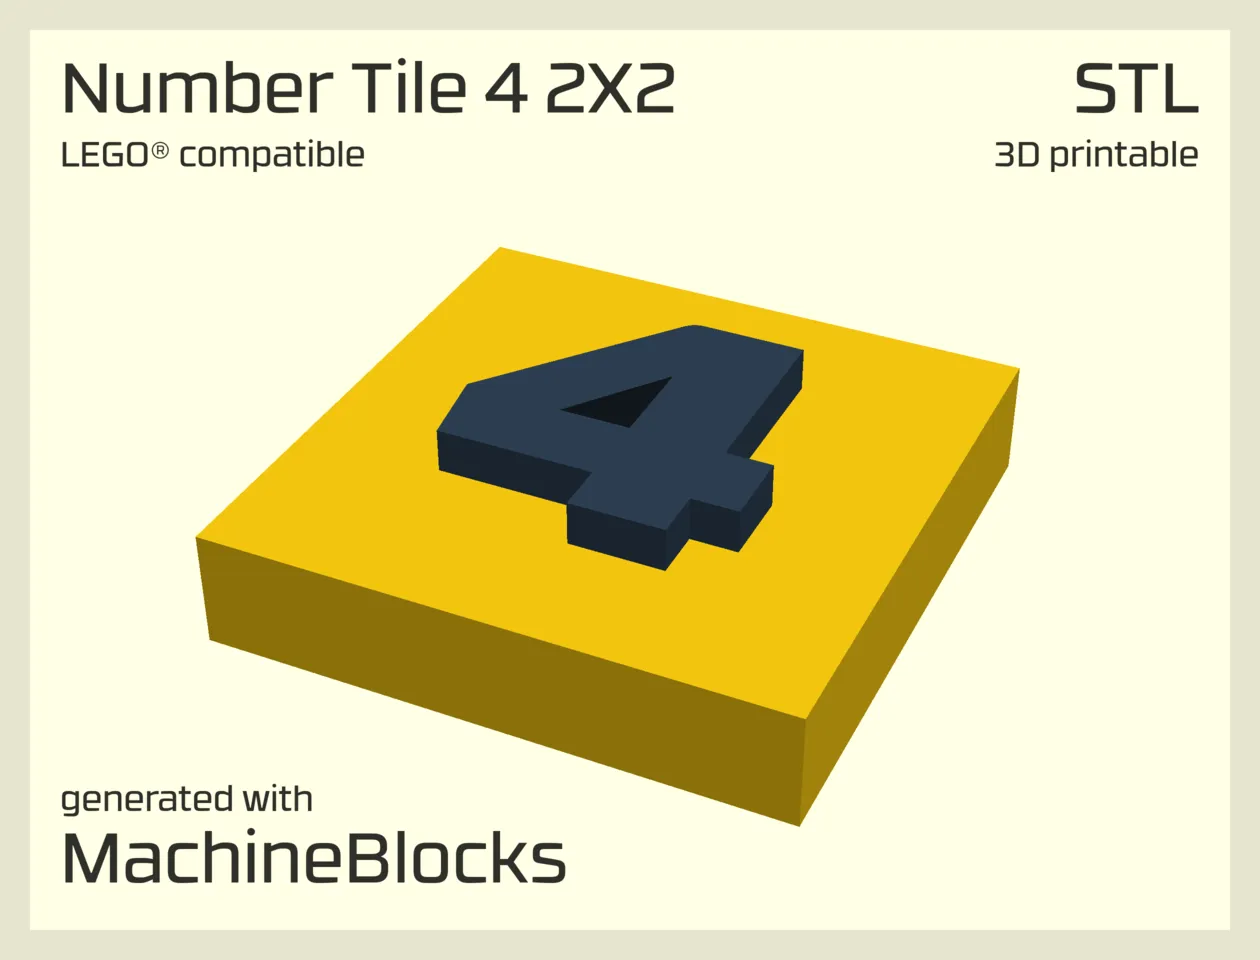 Number Tile 4 2X2
STL
LEGO® compatible
3D printable
4
generated with
MachineBlocks